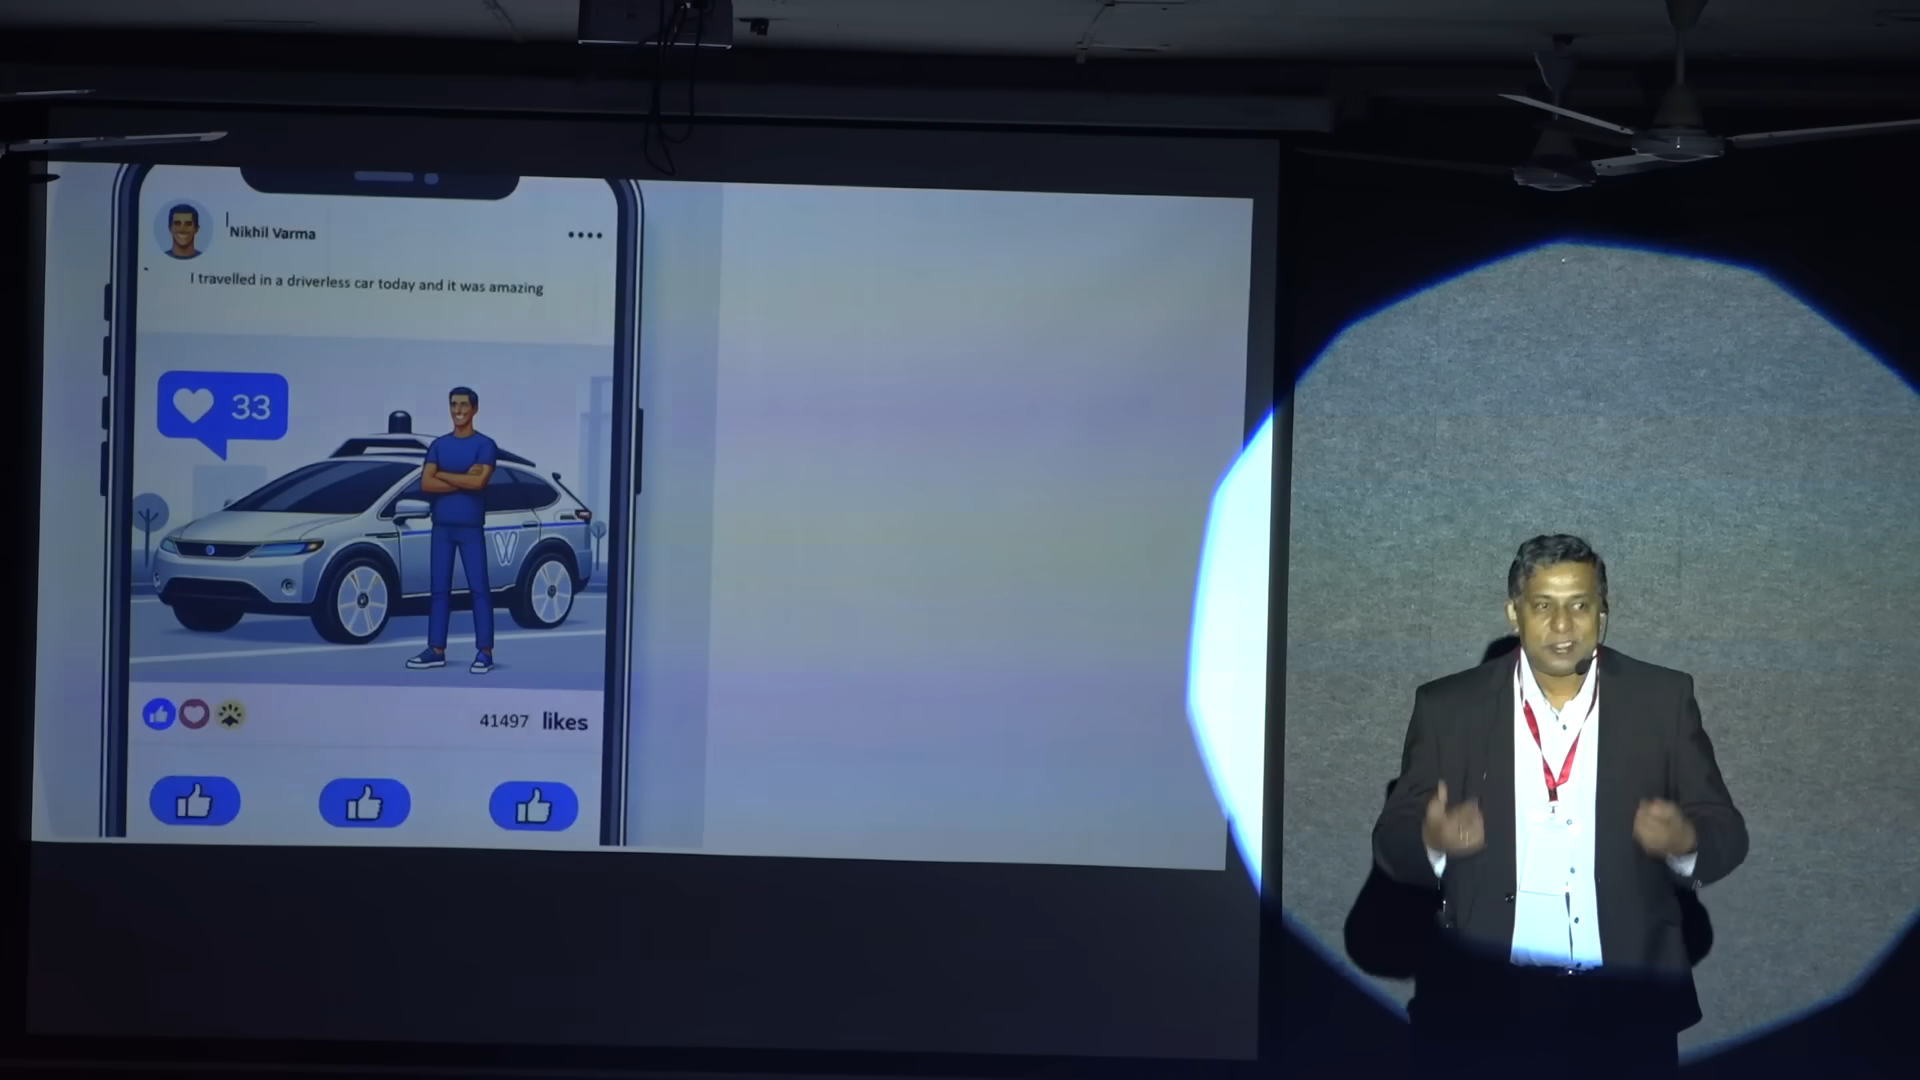 Nikhil Varma
I travelled in a driverless car today and it was amazing
33
W
41497 likes